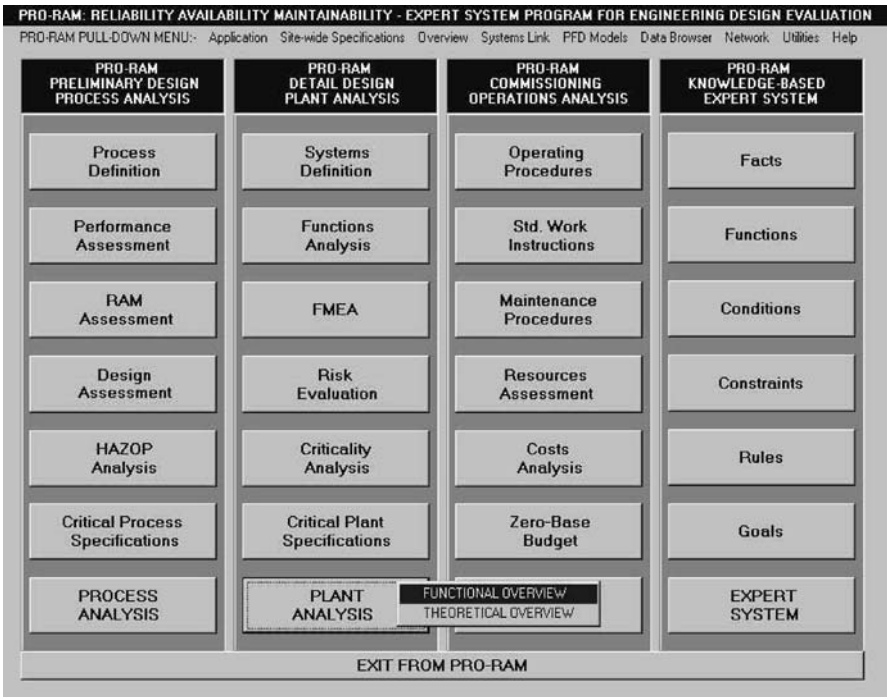 PRO-RAM: RELIABILITY AVAILABILITY MAINTAINABILITY - EXPERT SYSTEM PROGRAM FOR ENGINEERING DESIGN EVALUATION
PRO-RAM PULL-DOWN MENU:- Application Site-wide Specifications Overview Systems Link PFD Models Data Browser Network Utilities Help
PRO-RAM
PRELIMINARY DESIGN
PROCESS ANALYSIS
Process
Definition
Performance
Assessment
RAM
Assessment
Design
Assessment
HAZOP
Analysis
Critical Process
Specifications
PROCESS
ANALYSIS
PRO-RAM
DETAIL DESIGN
PLANT ANALYSIS
Systems
Definition
Functions
Analysis
FMEA
Risk
Evaluation
Criticality
Analysis
Critical Plant
Specifications
PLANT
ANALYSIS
FUNCTIONAL OVERVIEW
THEORETICAL OVERVIEW
PRO-RAM
COMMISSIONING
OPERATIONS ANALYSIS
Operating
Procedures
Std. Work
Instructions
Maintenance
Procedures
Resources
Assessment
Costs
Analysis
Zero-Base
Budget
PRO-RAM
KNOWLEDGE-BASED
EXPERT SYSTEM
Facts
Functions
Conditions
Constraints
Rules
Goals
EXPERT
SYSTEM
EXIT FROM PRO-RAM